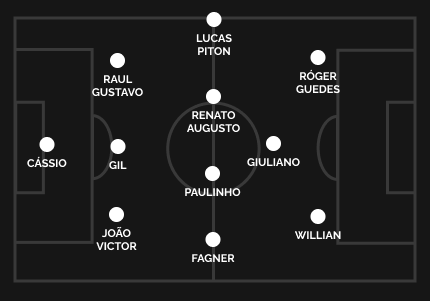 LUCAS
PITON
RAUL
GUSTAVO
RÓGER
GUEDES
RENATO
AUGUSTO
CÁSSIO
GIL
GIULIANO
PAULINHO
JOÃO
VICTOR
WILLIAN
FAGNER